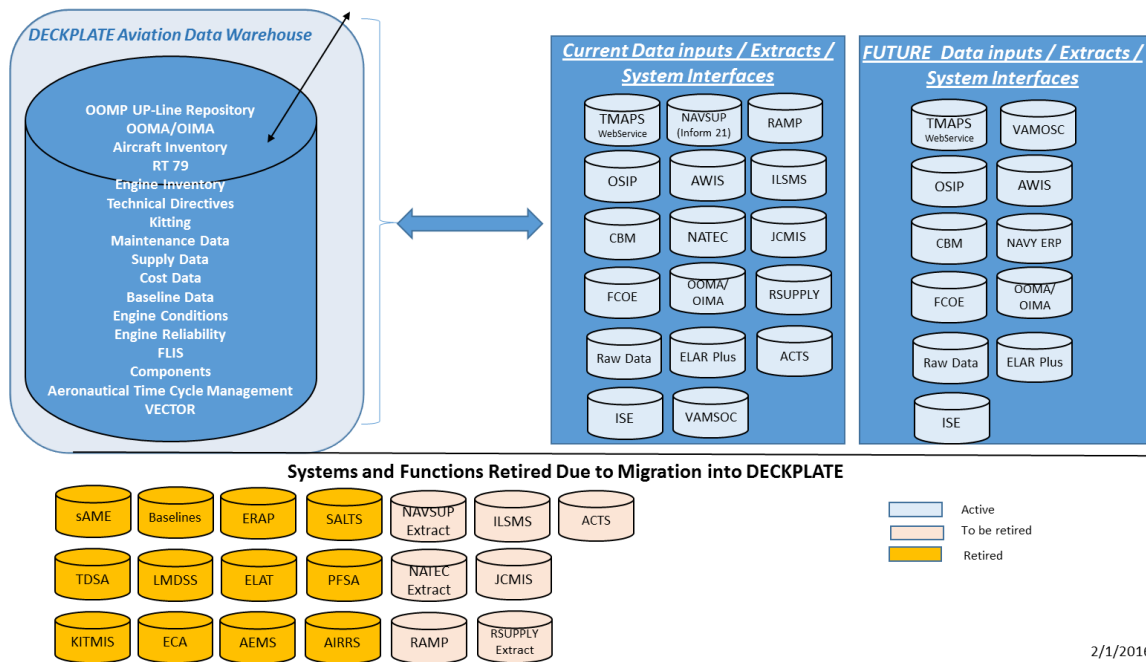 DECKPLATE Aviation Data Warehouse
OOMP UP-Line Repository
OOMA/OIMA
Aircraft Inventory
RT 79
Engine Inventory
Technical Directives
Kitting
Maintenance Data
Supply Data
Cost Data
Baseline Data
Engine Conditions
Engine Reliability
FLIS
Components
Aeronautical Time Cycle Management
VECTOR
Current Data inputs / Extracts /
System Interfaces
TMAPS
WebService
NAVSUP
(Inform 21)
RAMP
OSIP
AWIS
ILSMS
CBM
NATEC
JCMIS
FCOE
OOMA/
OIMA
RSUPPLY
Raw Data
ELAR Plus
ACTS
ISE
VAMSOC
FUTURE Data inputs / Extracts /
System Interfaces
TMAPS
WebService
VAMOSC
OSIP
AWIS
CBM
NAVY ERP
FCOE
OOMA/
OIMA
Raw Data
ELAR Plus
ISE
Systems and Functions Retired Due to Migration into DECKPLATE
sAME
Baselines
ERAP
SALTS
NAVSUP
Extract
ILSMS
ACTS
TDSA
LMDSS
ELAT
PFSA
NATEC
Extract
JCMIS
KITMIS
ECA
AEMS
AIRRS
RAMP
RSUPPLY
Extract
Active
To be retired
Retired